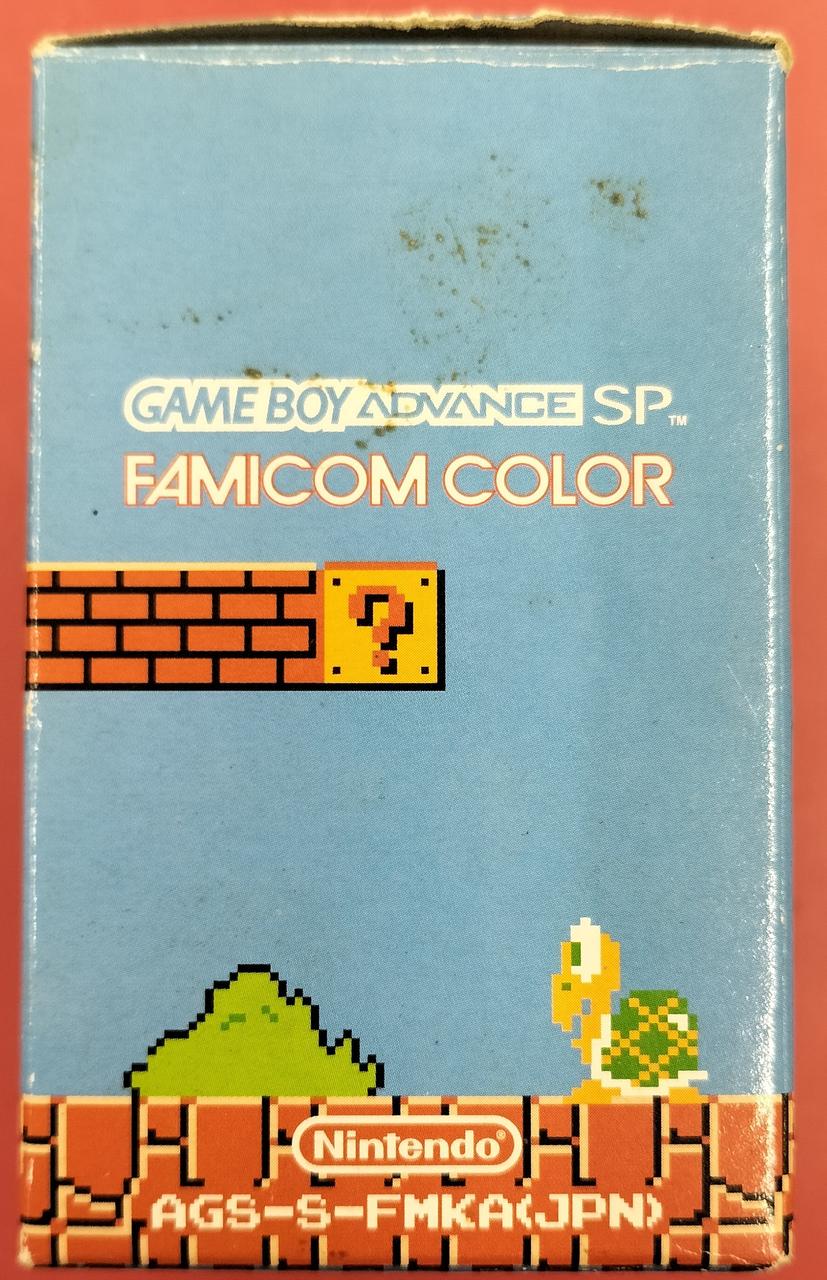 GAME BOY ADVANCE SP™
FAMICOM COLOR
?
Nintendo®
AGS-S-FMKA(JPN)